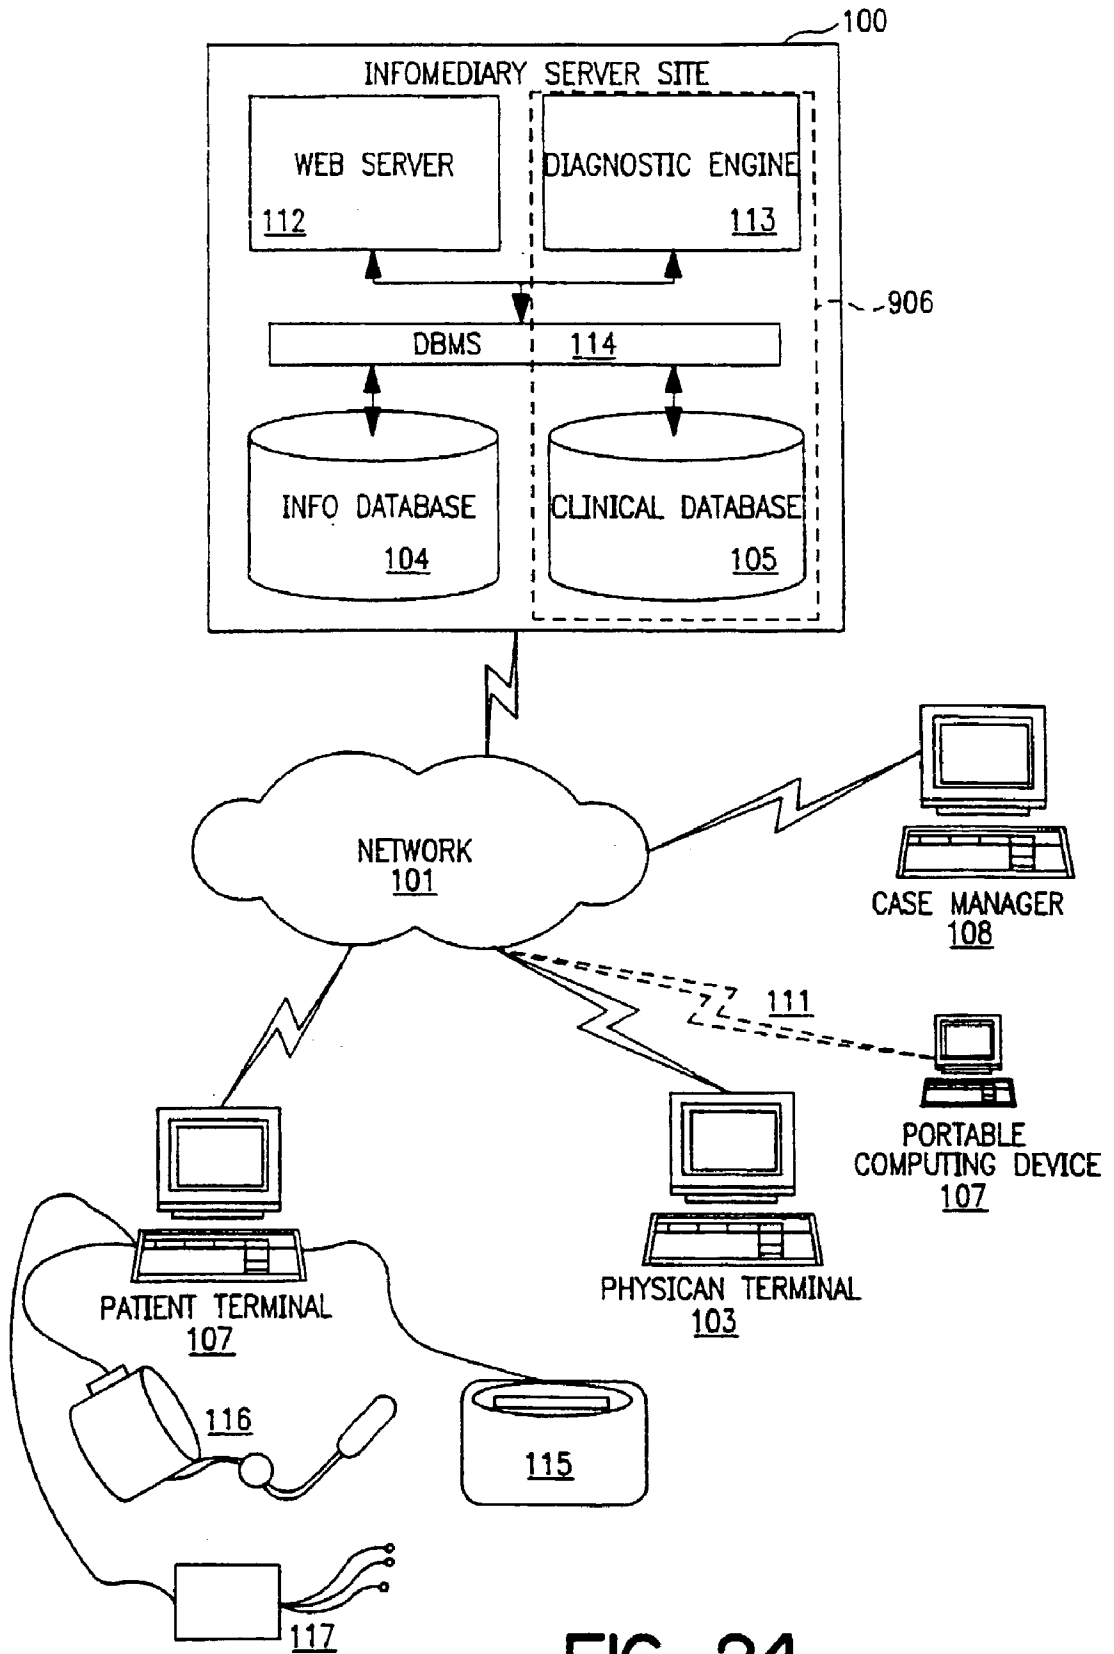 100
INFOMEDIARY SERVER SITE
WEB SERVER
112
DIAGNOSTIC ENGINE
113
906
DBMS 114
INFO DATABASE
104
CLINICAL DATABASE
105
NETWORK
101
CASE MANAGER
108
111
PORTABLE
COMPUTING DEVICE
107
PHYSICAN TERMINAL
103
PATIENT TERMINAL
107
116
115
117
FIG. 24